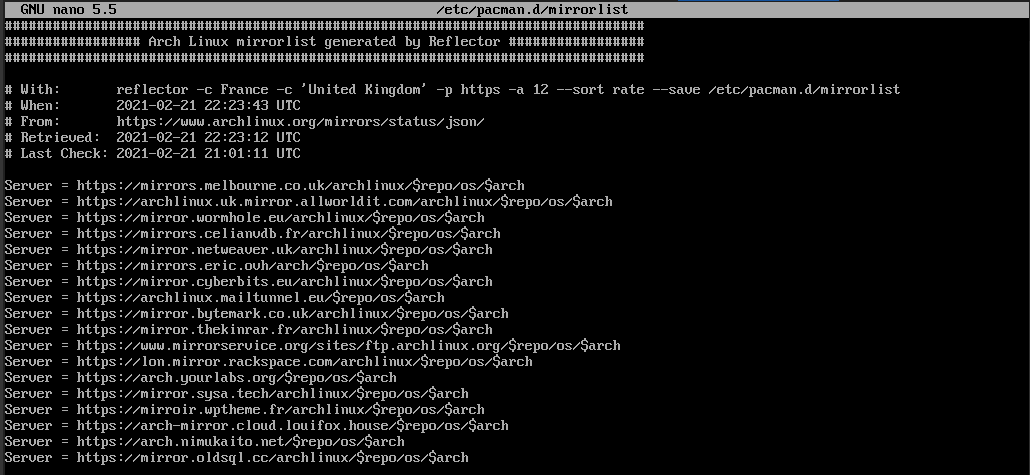 GNU nano 5.5 /etc/pacman.d/mirrorlist
################################################################################
################# Arch Linux mirrorlist generated by Reflector #################
################################################################################
# With: reflector -c France -c 'United Kingdom' -p https -a 12 --sort rate --save /etc/pacman.d/mirrorlist
# When: 2021-02-21 22:23:43 UTC
# From: https://www.archlinux.org/mirrors/status/json/
# Retrieved: 2021-02-21 22:23:12 UTC
# Last Check: 2021-02-21 21:01:11 UTC
Server = https://mirrors.melbourne.co.uk/archlinux/$repo/os/$arch
Server = https://archlinux.uk.mirror.allworldit.com/archlinux/$repo/os/$arch
Server = https://mirror.wormhole.eu/archlinux/$repo/os/$arch
Server = https://mirrors.celianvdb.fr/archlinux/$repo/os/$arch
Server = https://mirror.netweaver.uk/archlinux/$repo/os/$arch
Server = https://mirrors.eric.ovh/arch/$repo/os/$arch
Server = https://mirror.cyberbits.eu/archlinux/$repo/os/$arch
Server = https://archlinux.mailtunnel.eu/$repo/os/$arch
Server = https://mirror.bytemark.co.uk/archlinux/$repo/os/$arch
Server = https://mirror.thekinrar.fr/archlinux/$repo/os/$arch
Server = https://www.mirrorservice.org/sites/ftp.archlinux.org/$repo/os/$arch
Server = https://lon.mirror.rackspace.com/archlinux/$repo/os/$arch
Server = https://arch.yourlabs.org/$repo/os/$arch
Server = https://mirror.sysa.tech/archlinux/$repo/os/$arch
Server = https://miroir.wptheme.fr/archlinux/$repo/os/$arch
Server = https://arch-mirror.cloud.louifox.house/$repo/os/$arch
Server = https://arch.nimukaito.net/$repo/os/$arch
Server = https://mirror.oldsql.cc/archlinux/$repo/os/$arch